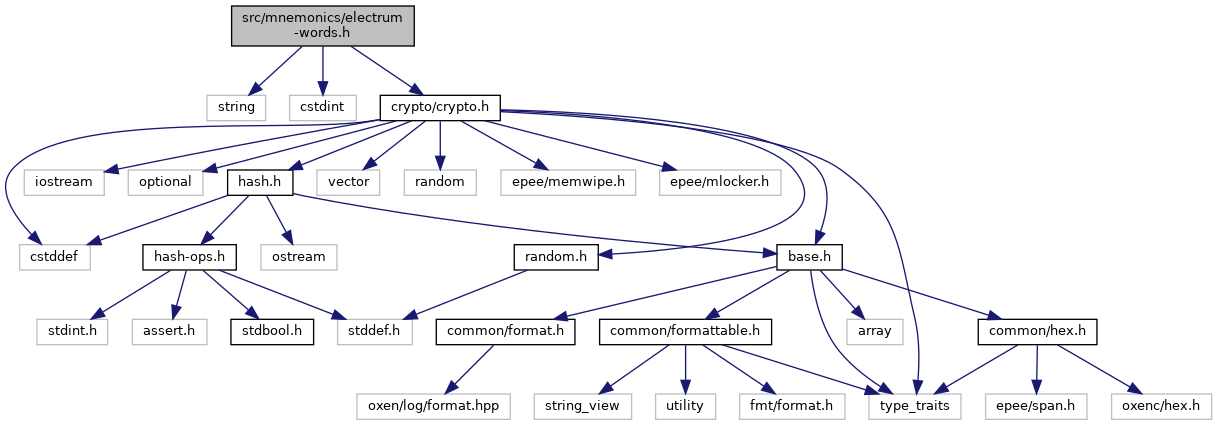 src/mnemonics/electrum
-words.h
string
cstdint
crypto/crypto.h
iostream
optional
hash.h
vector
random
epee/memwipe.h
epee/mlocker.h
cstddef
hash-ops.h
ostream
random.h
base.h
stdint.h
assert.h
stdbool.h
stddef.h
common/format.h
common/formattable.h
array
common/hex.h
oxen/log/format.hpp
string_view
utility
fmt/format.h
type_traits
epee/span.h
oxenc/hex.h